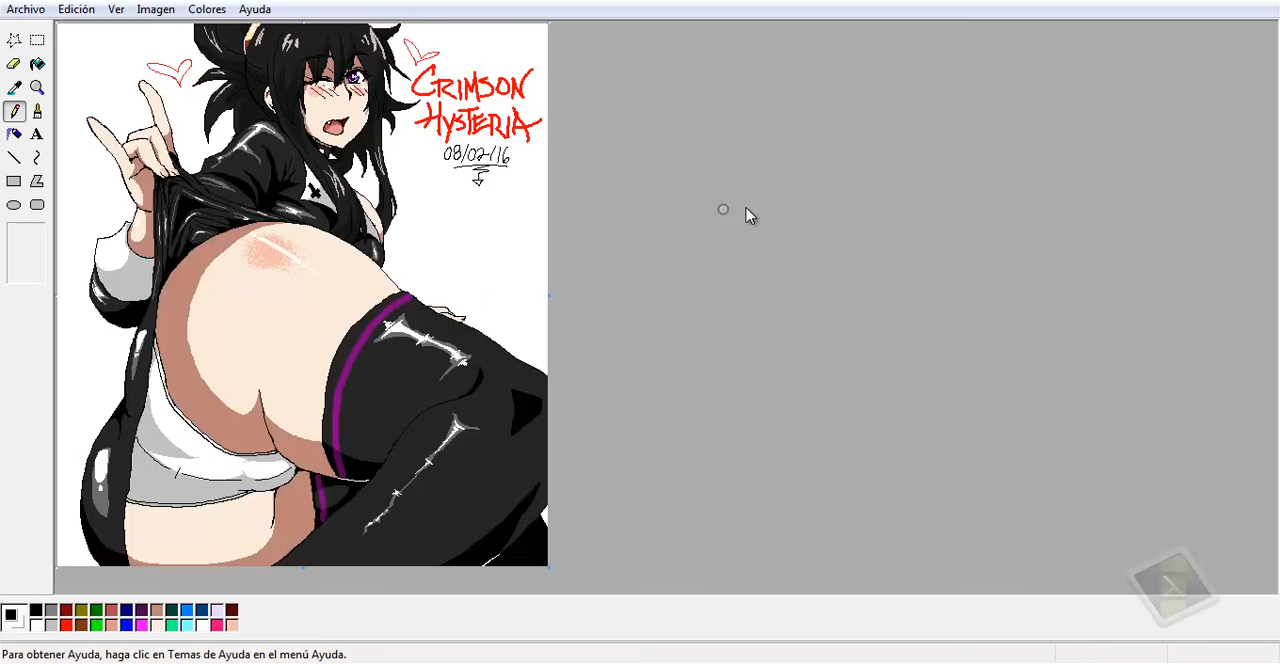 Archivo Edición Ver Imagen Colores Ayuda
A
CRIMSON
HYSTERIA
08/02/16
Para obtener Ayuda, haga clic en Temas de Ayuda en el menú Ayuda.